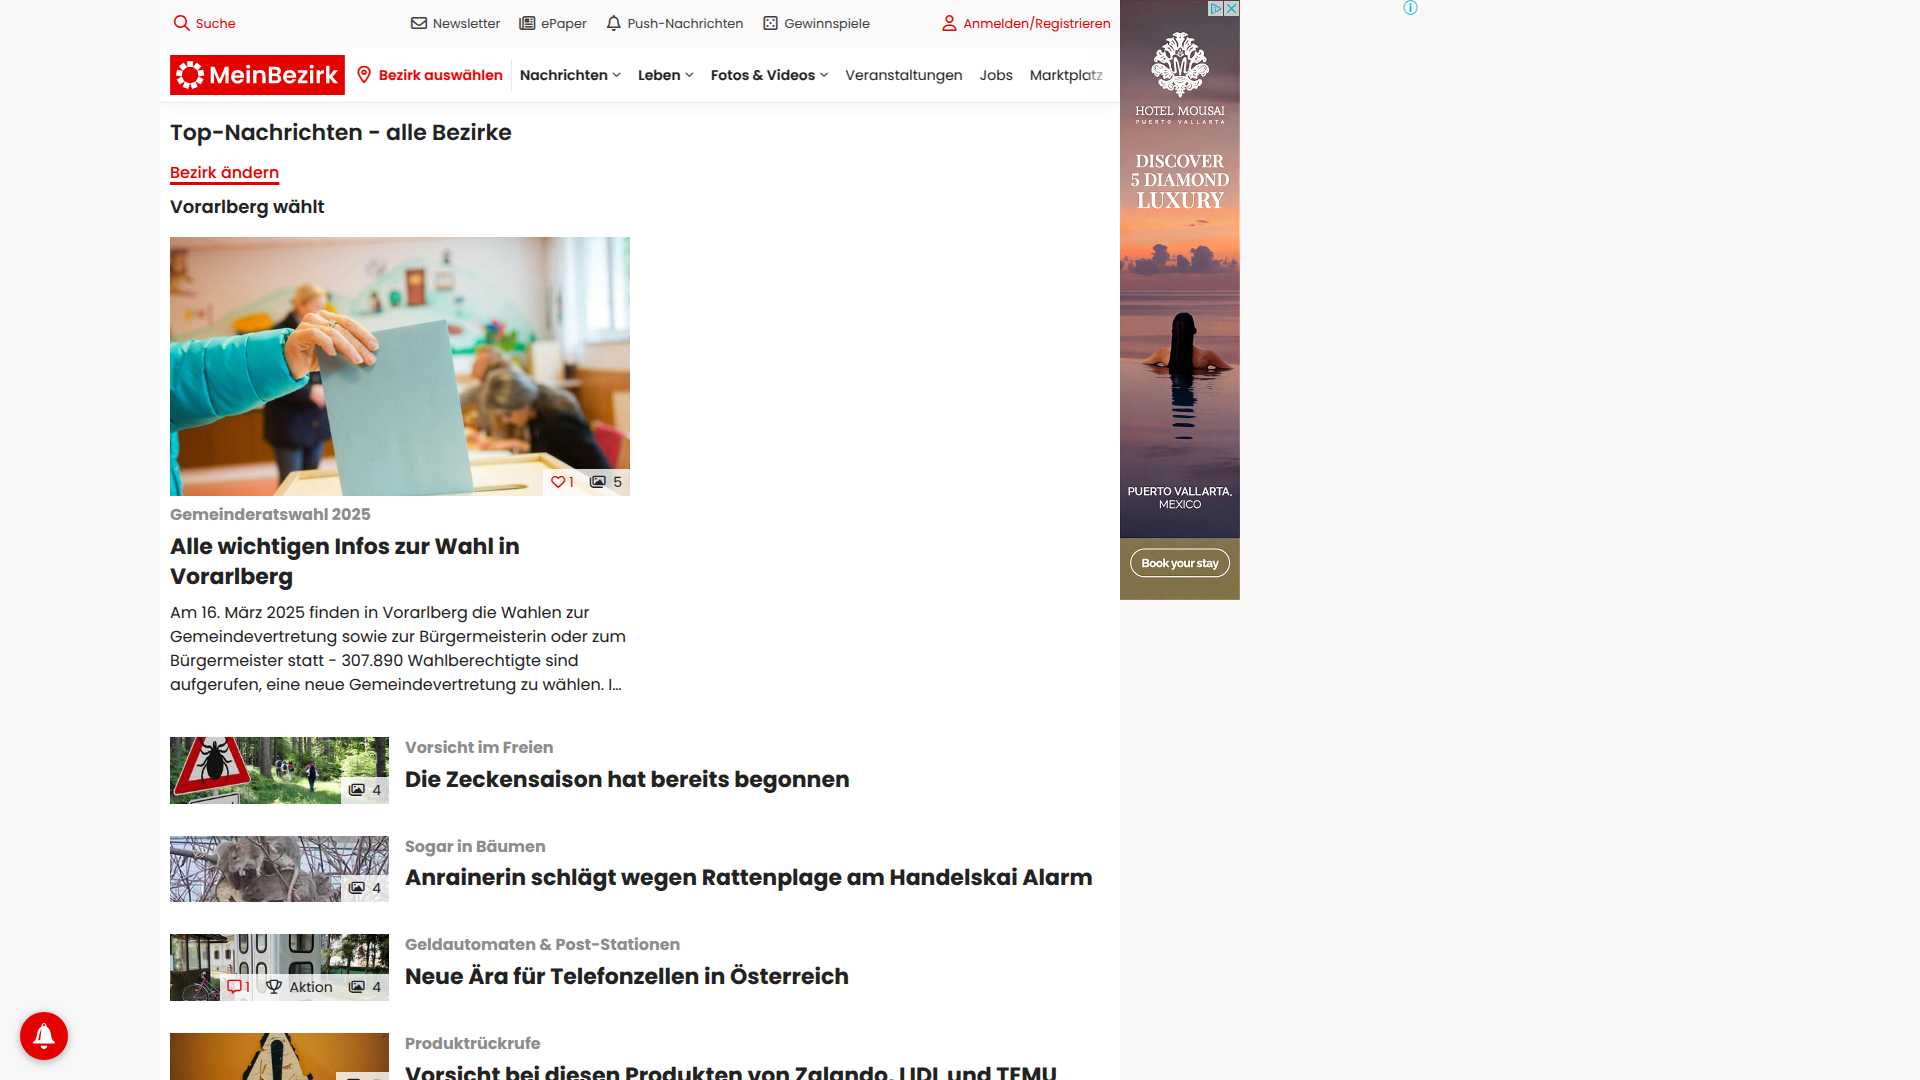 Suche
Newsletter
ePaper
Push-Nachrichten
Gewinnspiele
Anmelden/Registrieren
MeinBezirk
Bezirk auswählen
Nachrichten
Leben
Fotos & Videos
Veranstaltungen
Jobs
Marktplatz
Top-Nachrichten - alle Bezirke
Bezirk ändern
Vorarlberg wählt
1
5
Gemeinderatswahl 2025
Alle wichtigen Infos zur Wahl in
Vorarlberg
Am 16. März 2025 finden in Vorarlberg die Wahlen zur
Gemeindevertretung sowie zur Bürgermeisterin oder zum
Bürgermeister statt - 307.890 Wahlberechtigte sind
aufgerufen, eine neue Gemeindevertretung zu wählen. I...
4
Vorsicht im Freien
Die Zeckensaison hat bereits begonnen
4
Sogar in Bäumen
Anrainerin schlägt wegen Rattenplage am Handelskai Alarm
1
Aktion
4
Geldautomaten & Post-Stationen
Neue Ära für Telefonzellen in Österreich
Produktrückrufe
Vorsicht bei diesen Produkten von Zalando, LIDL und TEMU
HOTEL MOUSAI
PUERTO VALLARTA
DISCOVER
5 DIAMOND
LUXURY
PUERTO VALLARTA,
MEXICO
Book your stay